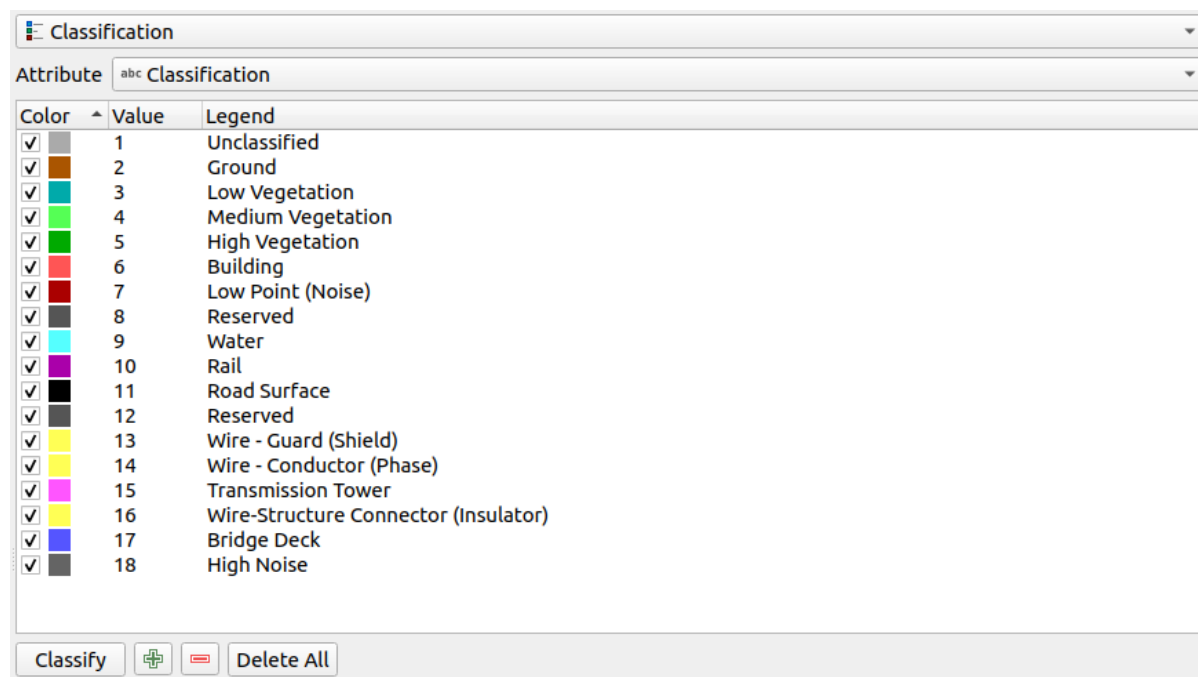 Classification
Attribute abc Classification
Color Value Legend
1 Unclassified
2 Ground
3 Low Vegetation
4 Medium Vegetation
5 High Vegetation
6 Building
7 Low Point (Noise)
8 Reserved
9 Water
10 Rail
11 Road Surface
12 Reserved
13 Wire - Guard (Shield)
14 Wire - Conductor (Phase)
15 Transmission Tower
16 Wire-Structure Connector (Insulator)
17 Bridge Deck
18 High Noise
Classify Delete All